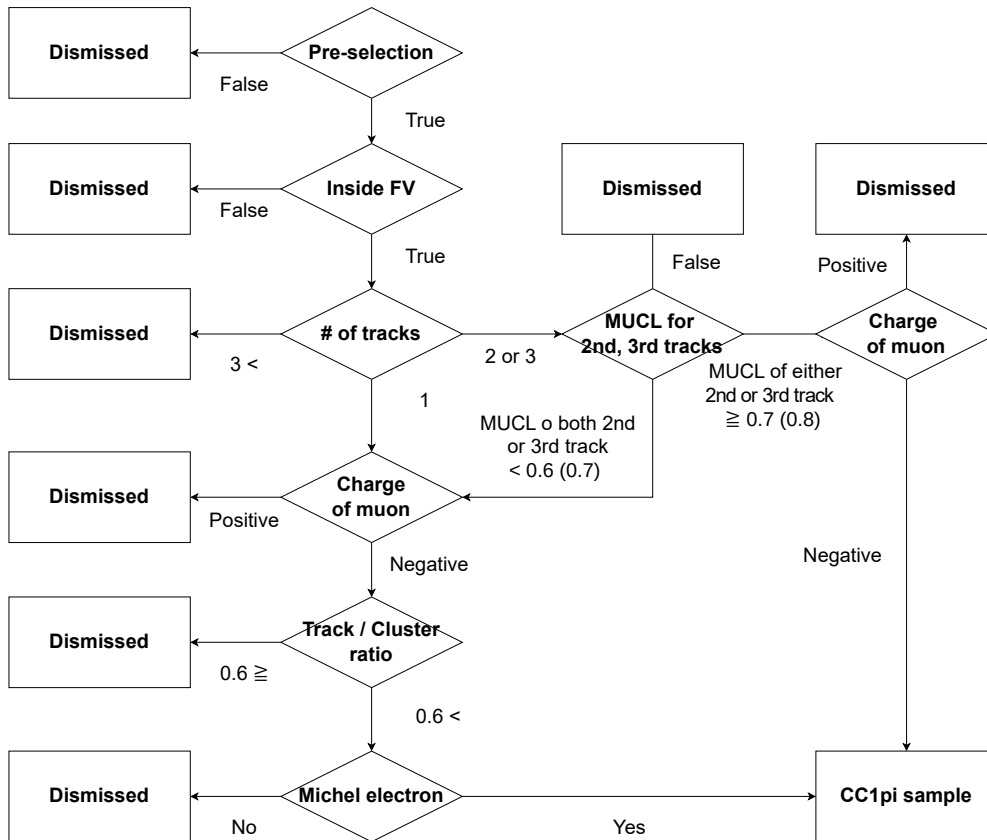 Dismissed
Pre-selection
False
True
Dismissed
Inside FV
Dismissed
Dismissed
False
True
False
Positive
Dismissed
# of tracks
MUCL for
2nd, 3rd tracks
Charge
of muon
3 <
2 or 3
1
MUCL of either
2nd or 3rd track
≧ 0.7 (0.8)
MUCL o both 2nd
or 3rd track
< 0.6 (0.7)
Dismissed
Charge
of muon
Positive
Negative
Negative
Dismissed
Track / Cluster
ratio
0.6 ≧
0.6 <
Dismissed
Michel electron
CC1pi sample
No
Yes